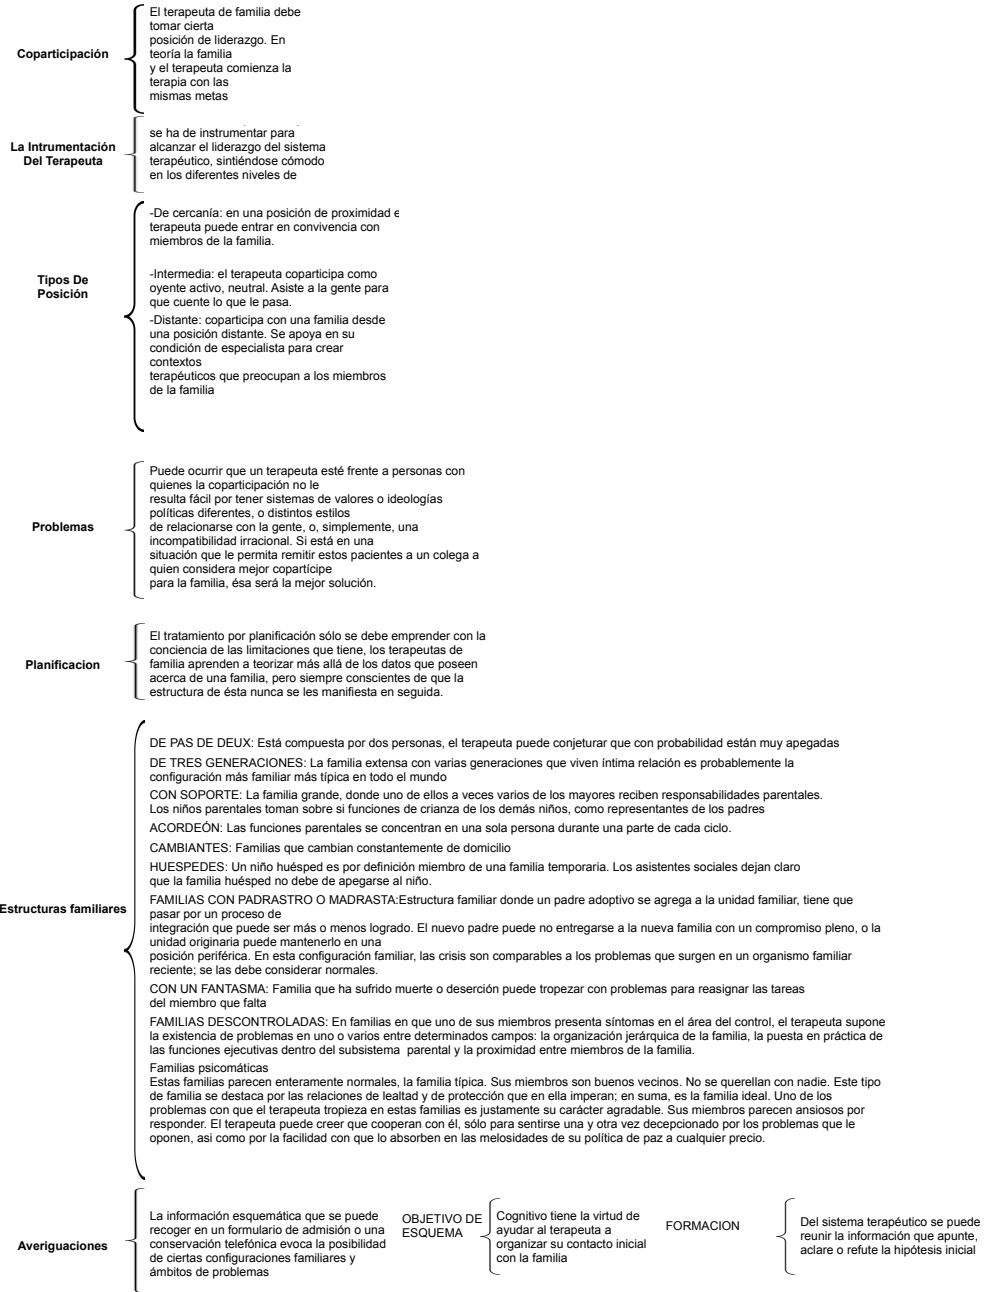 Coparticipación
El terapeuta de familia debe
tomar cierta
posición de liderazgo. En
teoría la familia
y el terapeuta comienza la
terapia con las
mismas metas
La Intrumentación
Del Terapeuta
se ha de instrumentar para
alcanzar el liderazgo del sistema
terapéutico, sintiéndose cómodo
en los diferentes niveles de
Tipos De
Posición
-De cercanía: en una posición de proximidad e
terapeuta puede entrar en convivencia con
miembros de la familia.
-Intermedia: el terapeuta coparticipa como
oyente activo, neutral. Asiste a la gente para
que cuente lo que le pasa.
-Distante: coparticipa con una familia desde
una posición distante. Se apoya en su
condición de especialista para crear
contextos
terapéuticos que preocupan a los miembros
de la familia
Problemas
Puede ocurrir que un terapeuta esté frente a personas con
quienes la coparticipación no le
resulta fácil por tener sistemas de valores o ideologías
políticas diferentes, o distintos estilos
de relacionarse con la gente, o, simplemente, una
incompatibilidad irracional. Si está en una
situación que le permita remitir estos pacientes a un colega a
quien considera mejor copartícipe
para la familia, ésa será la mejor solución.
Planificacion
El tratamiento por planificación sólo se debe emprender con la
conciencia de las limitaciones que tiene, los terapeutas de
familia aprenden a teorizar más allá de los datos que poseen
acerca de una familia, pero siempre conscientes de que la
estructura de ésta nunca se les manifiesta en seguida.
Estructuras familiares
DE PAS DE DEUX: Está compuesta por dos personas, el terapeuta puede conjeturar que con probabilidad están muy apegadas
DE TRES GENERACIONES: La familia extensa con varias generaciones que viven íntima relación es probablemente la
configuración más familiar más típica en todo el mundo
CON SOPORTE: La familia grande, donde uno de ellos a veces varios de los mayores reciben responsabilidades parentales.
Los niños parentales toman sobre si funciones de crianza de los demás niños, como representantes de los padres
ACORDEÓN: Las funciones parentales se concentran en una sola persona durante una parte de cada ciclo.
CAMBIANTES: Familias que cambian constantemente de domicilio
HUESPEDES: Un niño huésped es por definición miembro de una familia temporaria. Los asistentes sociales dejan claro
que la familia huésped no debe de apegarse al niño.
FAMILIAS CON PADRASTRO O MADRASTA:Estructura familiar donde un padre adoptivo se agrega a la unidad familiar, tiene que
pasar por un proceso de
integración que puede ser más o menos logrado. El nuevo padre puede no entregarse a la nueva familia con un compromiso pleno, o la
unidad originaria puede mantenerlo en una
posición periférica. En esta configuración familiar, las crisis son comparables a los problemas que surgen en un organismo familiar
reciente; se las debe considerar normales.
CON UN FANTASMA: Familia que ha sufrido muerte o deserción puede tropezar con problemas para reasignar las tareas
del miembro que falta
FAMILIAS DESCONTROLADAS: En familias en que uno de sus miembros presenta síntomas en el área del control, el terapeuta supone
la existencia de problemas en uno o varios entre determinados campos: la organización jerárquica de la familia, la puesta en práctica de
las funciones ejecutivas dentro del subsistema parental y la proximidad entre miembros de la familia.
Familias psicomáticas
Estas familias parecen enteramente normales, la familia típica. Sus miembros son buenos vecinos. No se querellan con nadie. Este tipo
de familia se destaca por las relaciones de lealtad y de protección que en ella imperan; en suma, es la familia ideal. Uno de los
problemas con que el terapeuta tropieza en estas familias es justamente su carácter agradable. Sus miembros parecen ansiosos por
responder. El terapeuta puede creer que cooperan con él, sólo para sentirse una y otra vez decepcionado por los problemas que le
oponen, asi como por la facilidad con que lo absorben en las melosidades de su política de paz a cualquier precio.
Averiguaciones
La información esquemática que se puede
recoger en un formulario de admisión o una
conservación telefónica evoca la posibilidad
de ciertas configuraciones familiares y
ámbitos de problemas
OBJETIVO DE
ESQUEMA
Cognitivo tiene la virtud de
ayudar al terapeuta a
organizar su contacto inicial
con la familia
FORMACION
Del sistema terapéutico se puede
reunir la información que apunte,
aclare o refute la hipótesis inicial